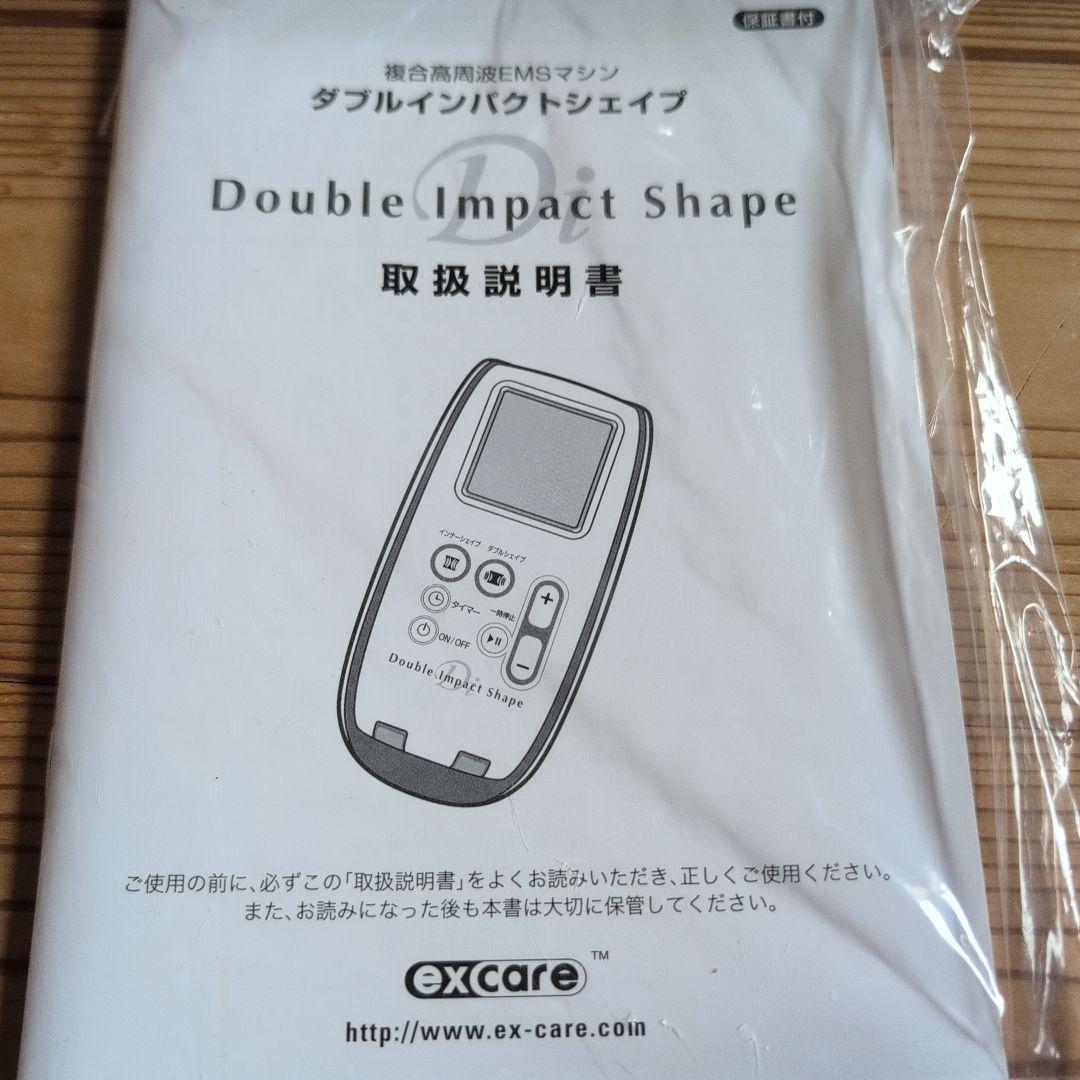 保証書付
複合高周波EMSマシン
ダブルインパクトシェイプ
Di
Double Impact Shape
取扱説明書
インナーシェイプ ダブルシェイプ
タイマー 一時停止
+
ON/OFF
−
Di
Double Impact Shape
ご使用の前に、必ずこの「取扱説明書」をよくお読みいただき、正しくご使用ください。
また、お読みになった後も本書は大切に保管してください。
excare™
http://www.ex-care.com